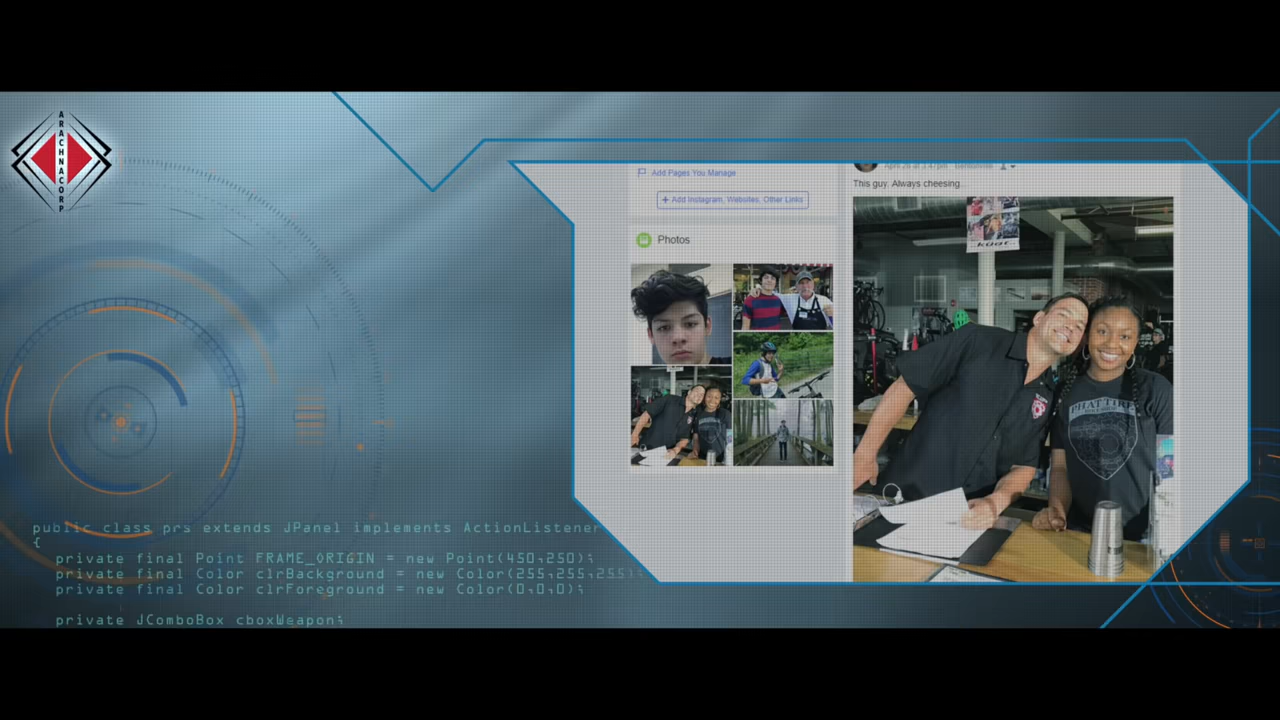 ARACHNACORP
Add Pages You Manage
+ Add Instagram, Websites, Other Links
Photos
This guy. Always cheesing...
public class prs extends JPanel implements ActionListener
{
private final Point FRAME_ORIGIN = new Point(450,250);
private final Color clrBackground = new Color(255,255,255);
private final Color clrForeground = new Color(0,0,0);
private JComboBox cboxWeapon;